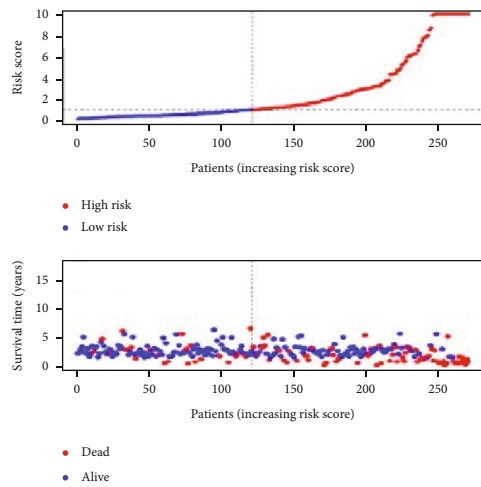 Risk score
10
8
6
4
2
0
0 50 100 150 200 250
Patients (increasing risk score)
High risk
Low risk
Survival time (years)
15
10
5
0
0 50 100 150 200 250
Patients (increasing risk score)
Dead
Alive